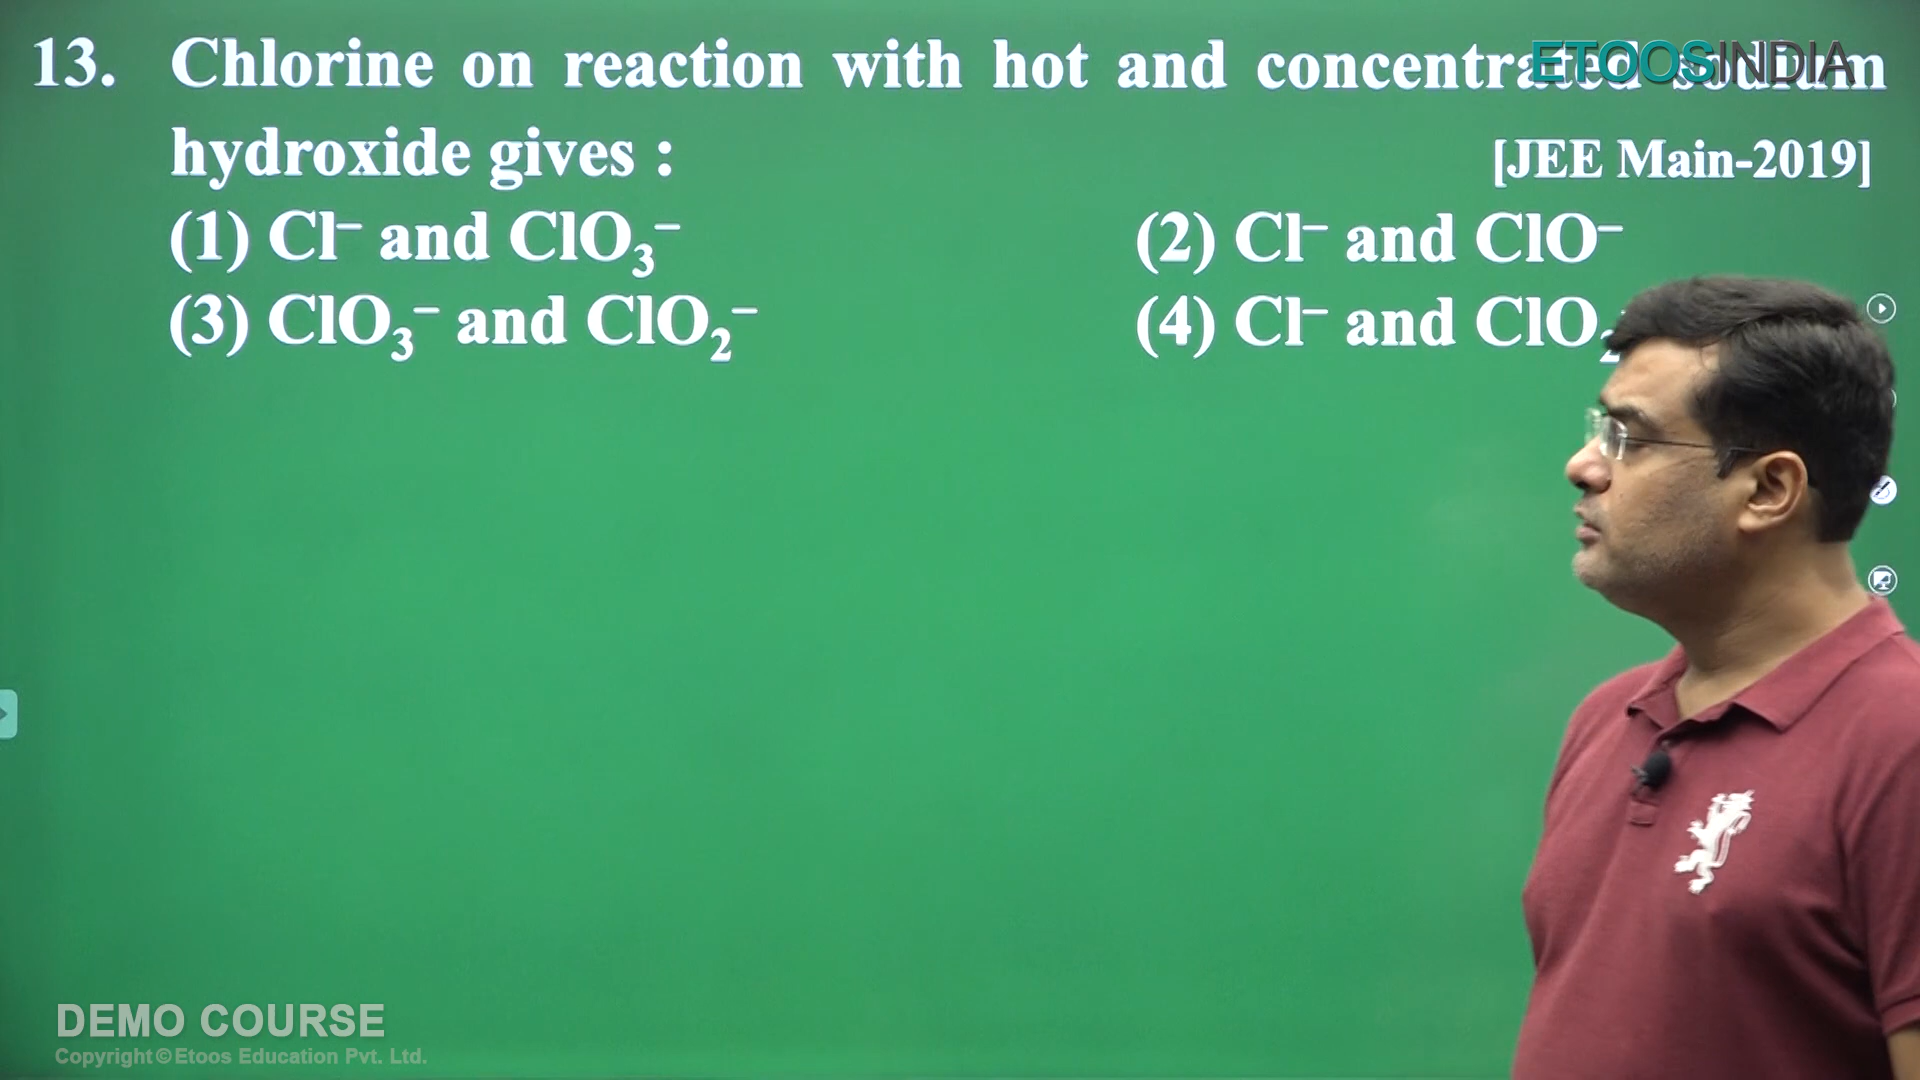 13. Chlorine on reaction with hot and concentrated sodium
ETOOSINDIA
hydroxide gives : [JEE Main-2019]
(1) Cl⁻ and ClO₃⁻ (2) Cl⁻ and ClO⁻
(3) ClO₃⁻ and ClO₂⁻ (4) Cl⁻ and ClO₂
DEMO COURSE
Copyright © Etoos Education Pvt. Ltd.